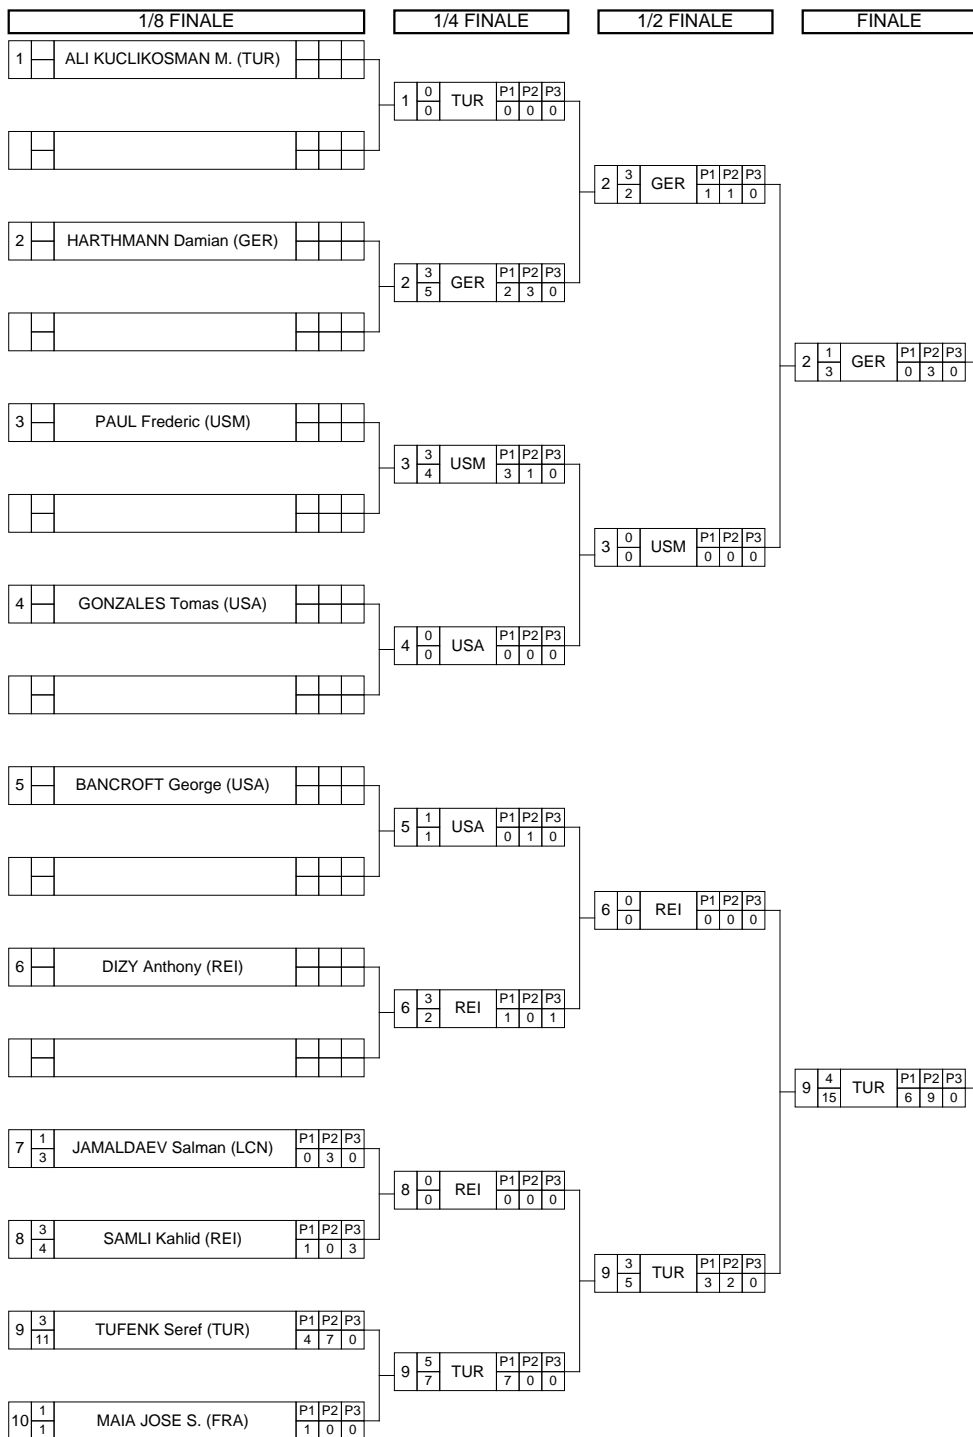 1/8 FINALE 1/4 FINALE 1/2 FINALE FINALE
1 ALI KUCLIKOSMAN M. (TUR)
1 0 0 TUR P1 P2 P3 0 0 0
2 3 2 GER P1 P2 P3 1 1 0
2 HARTHMANN Damian (GER)
2 3 5 GER P1 P2 P3 2 3 0
2 1 3 GER P1 P2 P3 0 3 0
3 PAUL Frederic (USM)
3 3 4 USM P1 P2 P3 3 1 0
3 0 0 USM P1 P2 P3 0 0 0
4 GONZALES Tomas (USA)
4 0 0 USA P1 P2 P3 0 0 0
5 BANCROFT George (USA)
5 1 1 USA P1 P2 P3 0 1 0
6 0 0 REI P1 P2 P3 0 0 0
6 DIZY Anthony (REI)
6 3 2 REI P1 P2 P3 1 0 1
9 4 15 TUR P1 P2 P3 6 9 0
7 1 3 JAMALDAEV Salman (LCN) P1 P2 P3 0 3 0
8 0 0 REI P1 P2 P3 0 0 0
8 3 4 SAMLI Kahlid (REI) P1 P2 P3 1 0 3
9 3 5 TUR P1 P2 P3 3 2 0
9 3 11 TUFENK Seref (TUR) P1 P2 P3 4 7 0
9 5 7 TUR P1 P2 P3 7 0 0
10 1 1 MAIA JOSE S. (FRA) P1 P2 P3 1 0 0